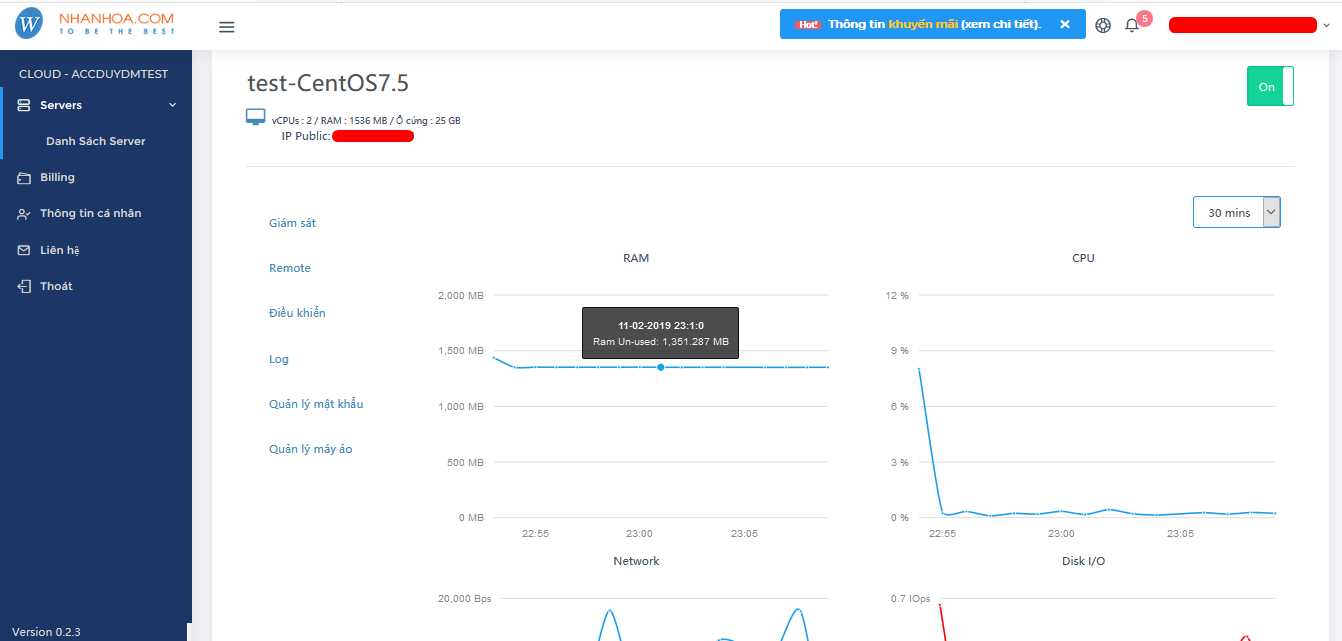 W NHANHOA.COM
TO BE THE BEST
Hot! Thông tin khuyến mãi (xem chi tiết). ×
5
CLOUD - ACCDUYDMTEST
Servers
Danh Sách Server
Billing
Thông tin cá nhân
Liên hệ
Thoát
Version 0.2.3
test-CentOS7.5
On
vCPUs : 2 / RAM : 1536 MB / Ổ cứng : 25 GB
IP Public:
Giám sát
Remote
Điều khiển
Log
Quản lý mật khẩu
Quản lý máy ảo
30 mins
RAM
2,000 MB
1,500 MB
1,000 MB
500 MB
0 MB
11-02-2019 23:1:0
Ram Un-used: 1,351.287 MB
22:55 23:00 23:05
CPU
12 %
9 %
6 %
3 %
0 %
22:55 23:00 23:05
Network
20,000 Bps
Disk I/O
0.7 IOps